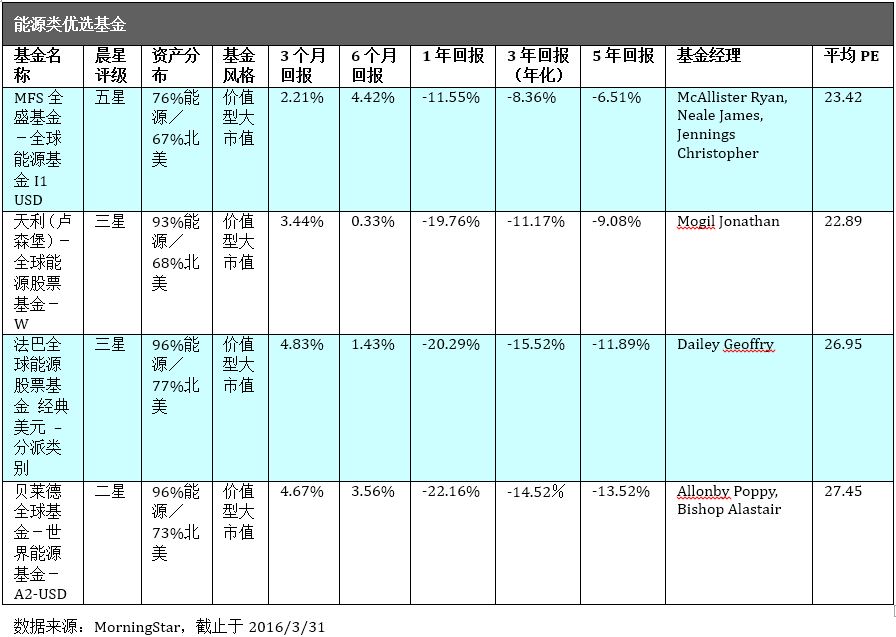 能源类优选基金
基金名
称
晨星
评级
资产分
布
基金
风格
3 个月
回报
6 个月
回报
1 年回报
3 年回报
（年化）
5 年回报
基金经理
平均 PE
MFS 全
盛基金
－全球
能源基
金 I1
USD
五星
76%能
源／
67%北
美
价值
型大
市值
2.21%
4.42%
-11.55%
-8.36%
-6.51%
McAllister Ryan,
Neale James,
Jennings
Christopher
23.42
天利（卢
森堡）－
全球能
源股票
基金－
W
三星
93%能
源／
68%北
美
价值
型大
市值
3.44%
0.33%
-19.76%
-11.17%
-9.08%
Mogil Jonathan
22.89
法巴全
球能源
股票基
金 经典
美元 –
分派类
别
三星
96%能
源／
77%北
美
价值
型大
市值
4.83%
1.43%
-20.29%
-15.52%
-11.89%
Dailey Geoffry
26.95
贝莱德
全球基
金－世
界能源
基金－
A2-USD
二星
96%能
源／
73%北
美
价值
型大
市值
4.67%
3.56%
-22.16%
-14.52％
-13.52%
Allonby Poppy,
Bishop Alastair
27.45
数据来源：MorningStar，截止于 2016/3/31